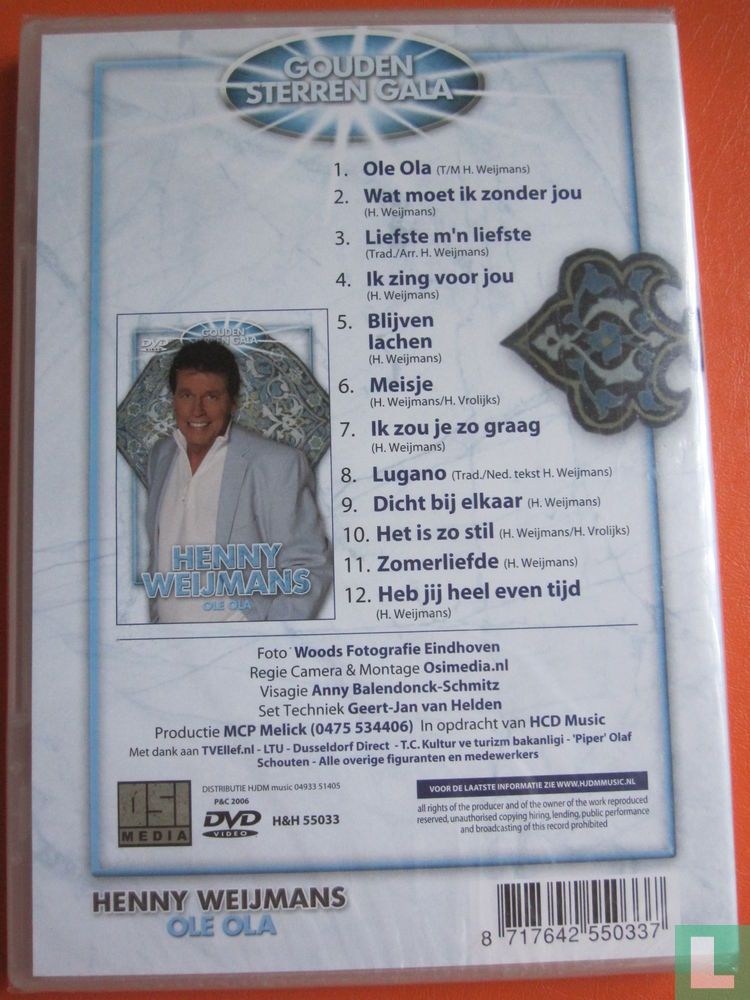 GOUDEN
STERREN GALA
1. Ole Ola (T/M H. Weijmans)
2. Wat moet ik zonder jou
(H. Weijmans)
3. Liefste m'n liefste
(Trad./Arr. H. Weijmans)
4. Ik zing voor jou
(H. Weijmans)
5. Blijven
lachen
(H. Weijmans)
6. Meisje
(H. Weijmans/H. Vrolijks)
7. Ik zou je zo graag
(H. Weijmans)
8. Lugano (Trad./Ned. tekst H. Weijmans)
9. Dicht bij elkaar (H. Weijmans)
10. Het is zo stil (H. Weijmans/H. Vrolijks)
11. Zomerliefde (H. Weijmans)
12. Heb jij heel even tijd
(H. Weijmans)
DVD
VIDEO
GOUDEN
STERREN GALA
HENNY
WEIJMANS
OLE OLA
Foto Woods Fotografie Eindhoven
Regie Camera & Montage Osimedia.nl
Visagie Anny Balendonck-Schmitz
Set Techniek Geert-Jan van Helden
Productie MCP Melick (0475 534406) In opdracht van HCD Music
Met dank aan TVEllef.nl - LTU - Dusseldorf Direct - T.C. Kultur ve turizm bakanligi - 'Piper' Olaf
Schouten - Alle overige figuranten en medewerkers
OSI
MEDIA
DISTRIBUTIE HJDM music 04933 51405
P&C 2006
DVD
VIDEO
H&H 55033
VOOR DE LAATSTE INFORMATIE ZIE WWW.HJDMMUSIC.NL
all rights of the producer and of the owner of the work reproduced
reserved, unauthorised copying hiring, lending, public performance
and broadcasting of this record prohibited
HENNY WEIJMANS
OLE OLA
8 717642 550337
L